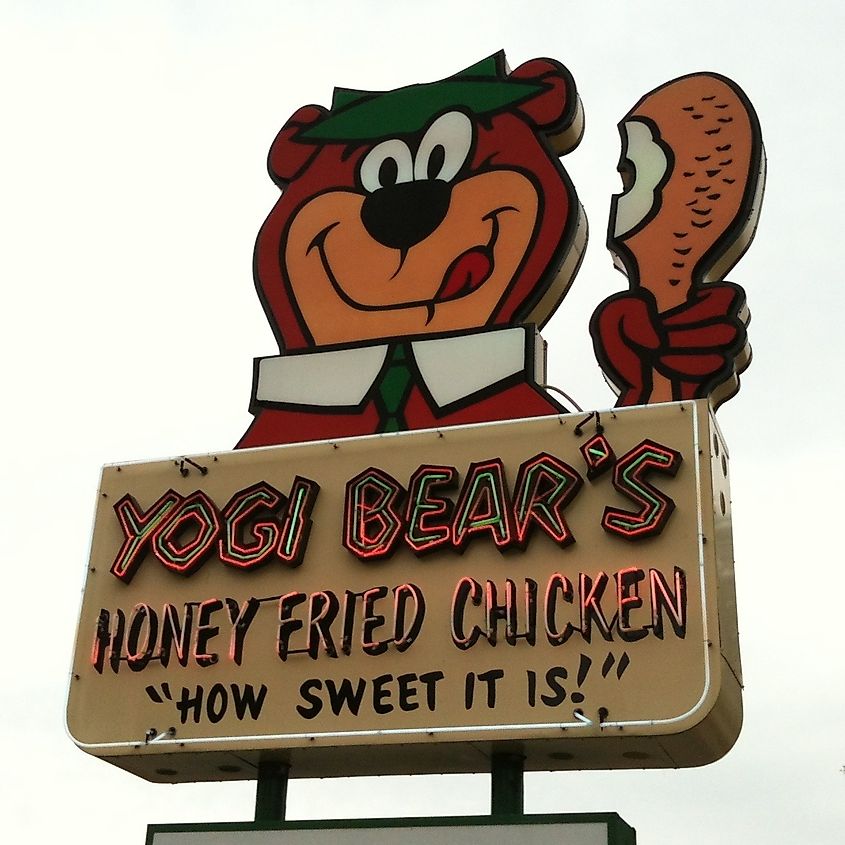 YOGI BEAR'S
HONEY FRIED CHICKEN
"HOW SWEET IT IS!"